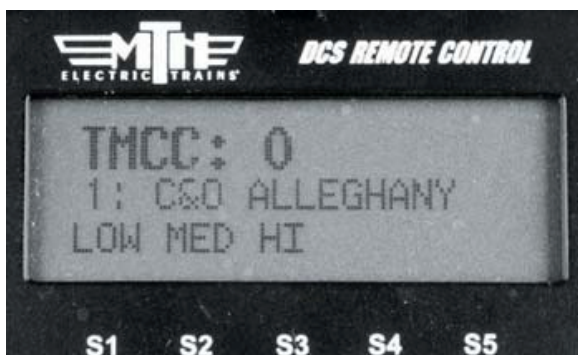 MTH DCS REMOTE CONTROL
ELECTRIC TRAINS®
TMCC: 0
1: C&O ALLEGHANY
LOW MED HI
S1 S2 S3 S4 S5